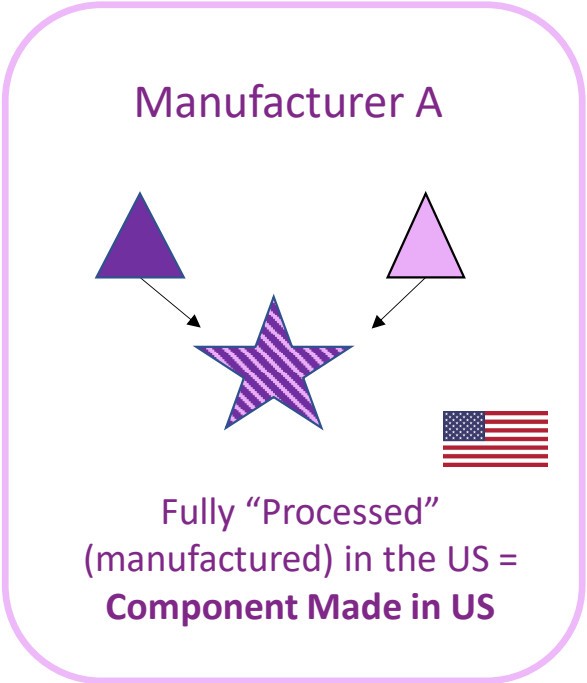 Manufacturer A
Fully “Processed”
(manufactured) in the US =
Component Made in US